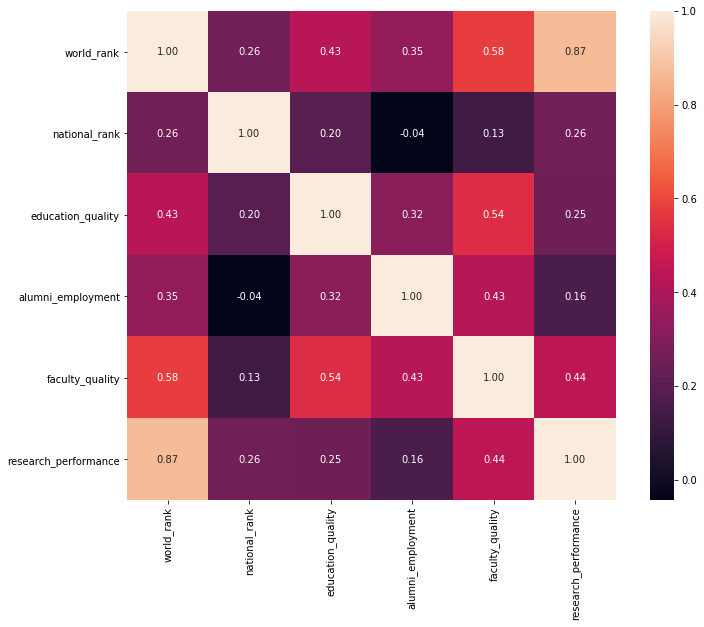 world_rank 1.00 0.26 0.43 0.35 0.58 0.87
national_rank 0.26 1.00 0.20 -0.04 0.13 0.26
education_quality 0.43 0.20 1.00 0.32 0.54 0.25
alumni_employment 0.35 -0.04 0.32 1.00 0.43 0.16
faculty_quality 0.58 0.13 0.54 0.43 1.00 0.44
research_performance 0.87 0.26 0.25 0.16 0.44 1.00
world_rank
national_rank
education_quality
alumni_employment
faculty_quality
research_performance
1.0
0.8
0.6
0.4
0.2
0.0